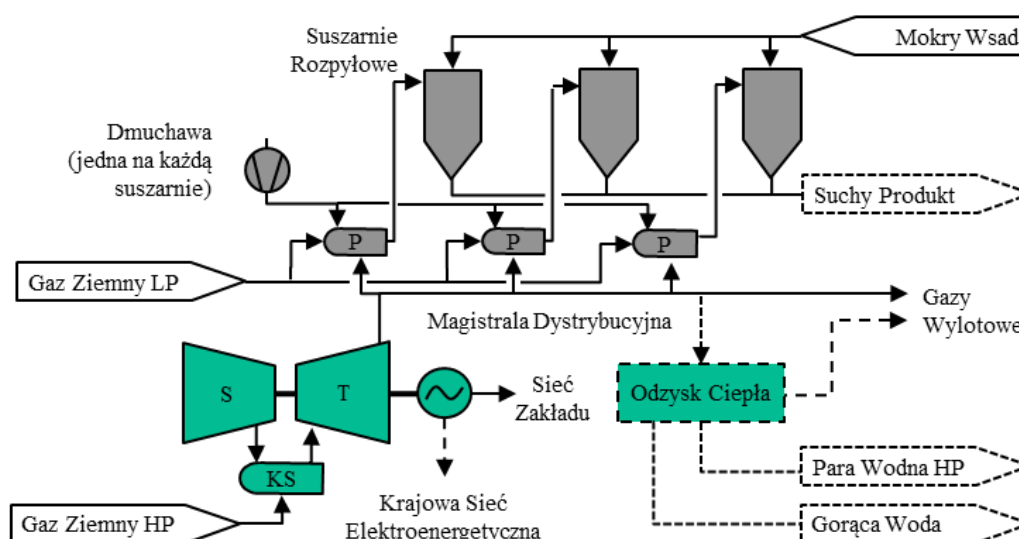 Suszarnie
Rozpyłowe
Mokry Wsad
Dmuchawa
(jedna na każdą
suszarnie)
Suchy Produkt
P
P
P
Gaz Ziemny LP
Gazy
Wylotowe
Magistrala Dystrybucyjna
S
T
Sieć
Zakładu
Odzysk Ciepła
KS
Para Wodna HP
Krajowa Sieć
Elektroenergetyczna
Gaz Ziemny HP
Gorąca Woda